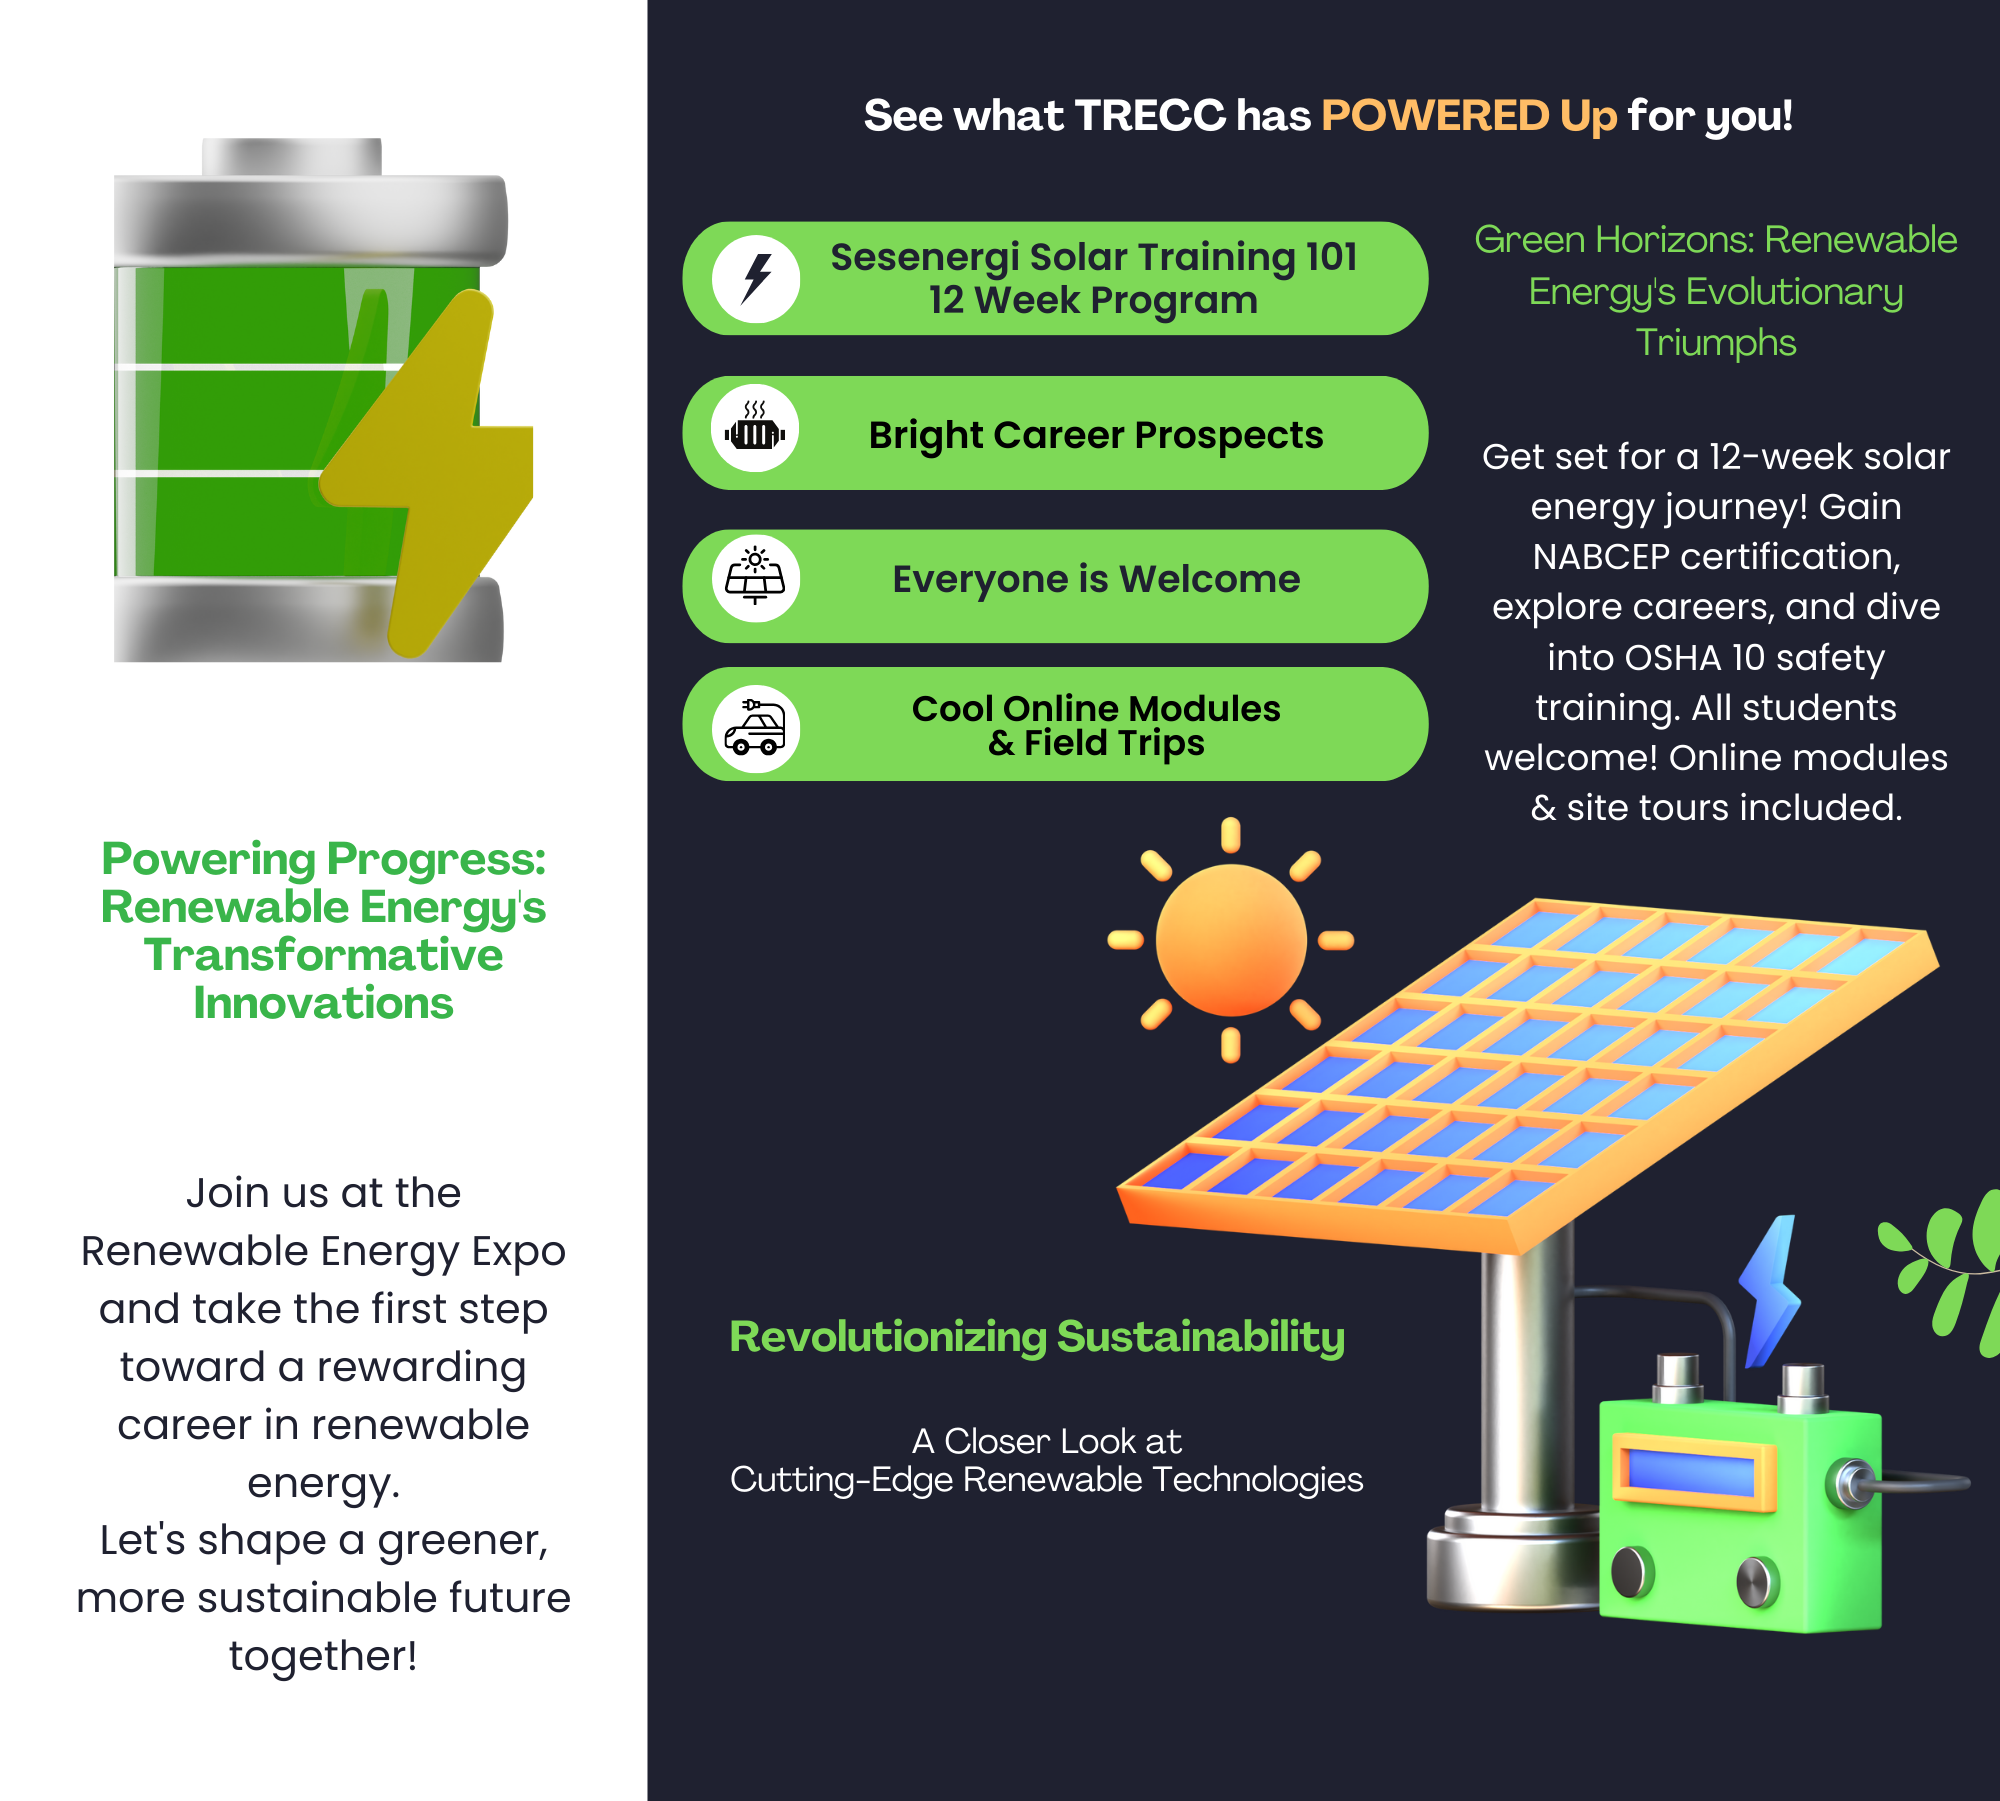 Powering Progress:
Renewable Energy's
Transformative
Innovations
Join us at the
Renewable Energy Expo
and take the first step
toward a rewarding
career in renewable
energy.
Let's shape a greener,
more sustainable future
together!
See what TRECC has POWERED Up for you!
Sesenergi Solar Training 101
12 Week Program
Bright Career Prospects
Everyone is Welcome
Cool Online Modules
& Field Trips
Green Horizons: Renewable
Energy's Evolutionary
Triumphs
Get set for a 12-week solar
energy journey! Gain
NABCEP certification,
explore careers, and dive
into OSHA 10 safety
training. All students
welcome! Online modules
& site tours included.
Revolutionizing Sustainability
A Closer Look at
Cutting-Edge Renewable Technologies